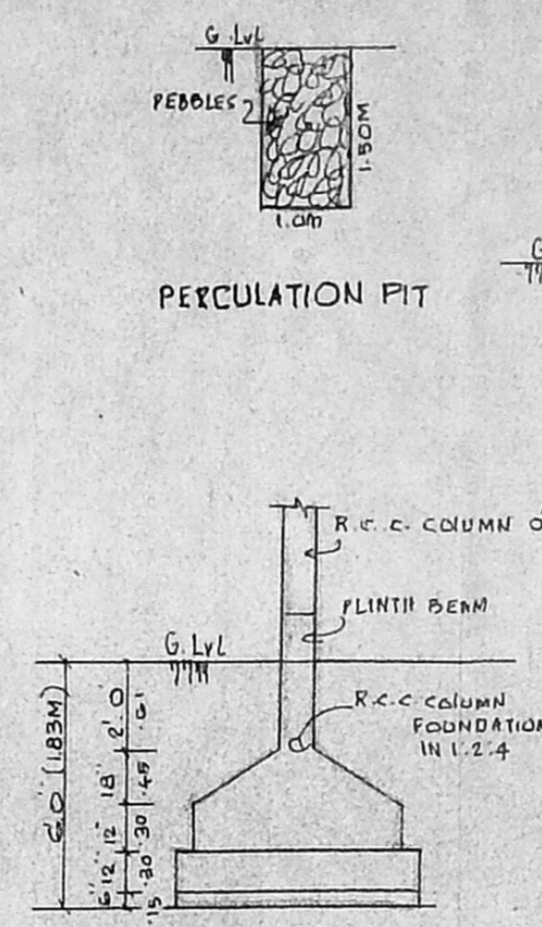 G. LVL
PEBBLES
1.50M
1.0M
PERCULATION PIT
G
R.C.C. COLUMN O
PLINTH BEAM
G. LVL
R.C.C. COLUMN
FOUNDATION
IN 1:2:4
6'0" (1.83M)
2'.0"
18"
12"
12"
6"
.6
.45
.30
.30
.15